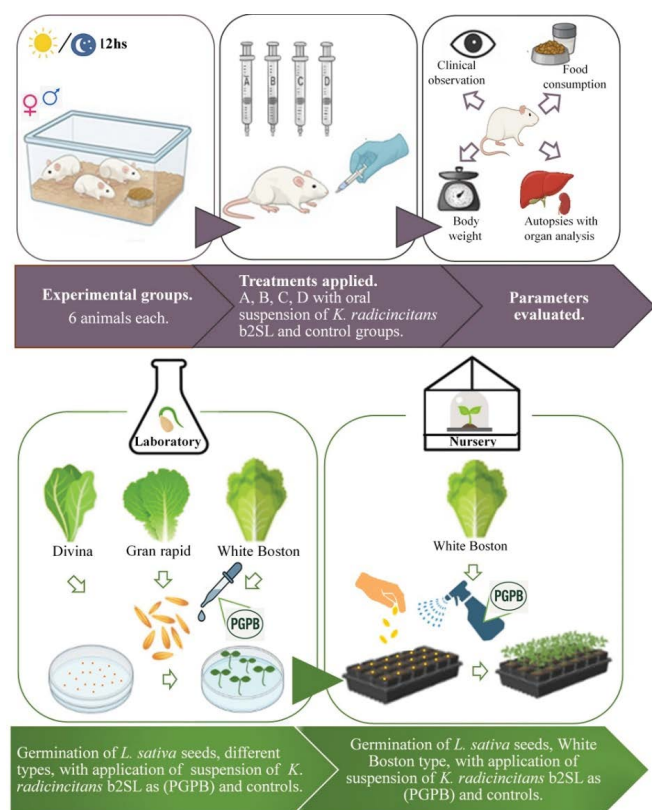 12hs
A B C D
Clinical
observation
Food
consumption
Body
weight
Autopsies with
organ analysis
Experimental groups.
6 animals each.
Treatments applied.
A, B, C, D with oral
suspension of K. radicincitans
b2SL and control groups.
Parameters
evaluated.
Laboratory
Divina
Gran rapid
White Boston
PGPB
Nursery
White Boston
PGPB
Germination of L. sativa seeds, different
types, with application of suspension of K.
radicincitans b2SL as (PGPB) and controls.
Germination of L. sativa seeds, White
Boston type, with application of
suspension of K. radicincitans b2SL as
(PGPB) and controls.